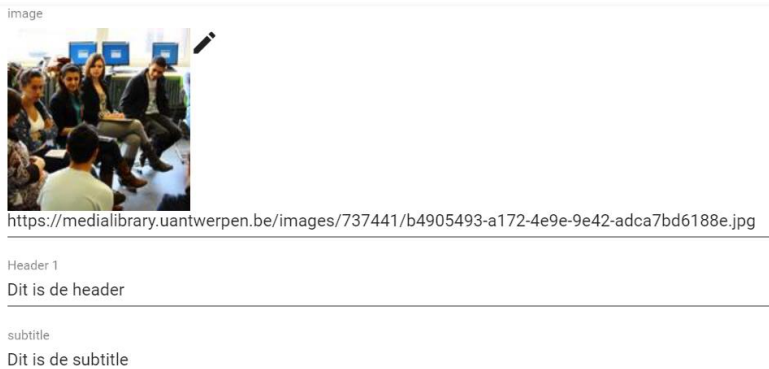 image
https://medialibrary.uantwerpen.be/images/737441/b4905493-a172-4e9e-9e42-adca7bd6188e.jpg
Header 1
Dit is de header
subtitle
Dit is de subtitle